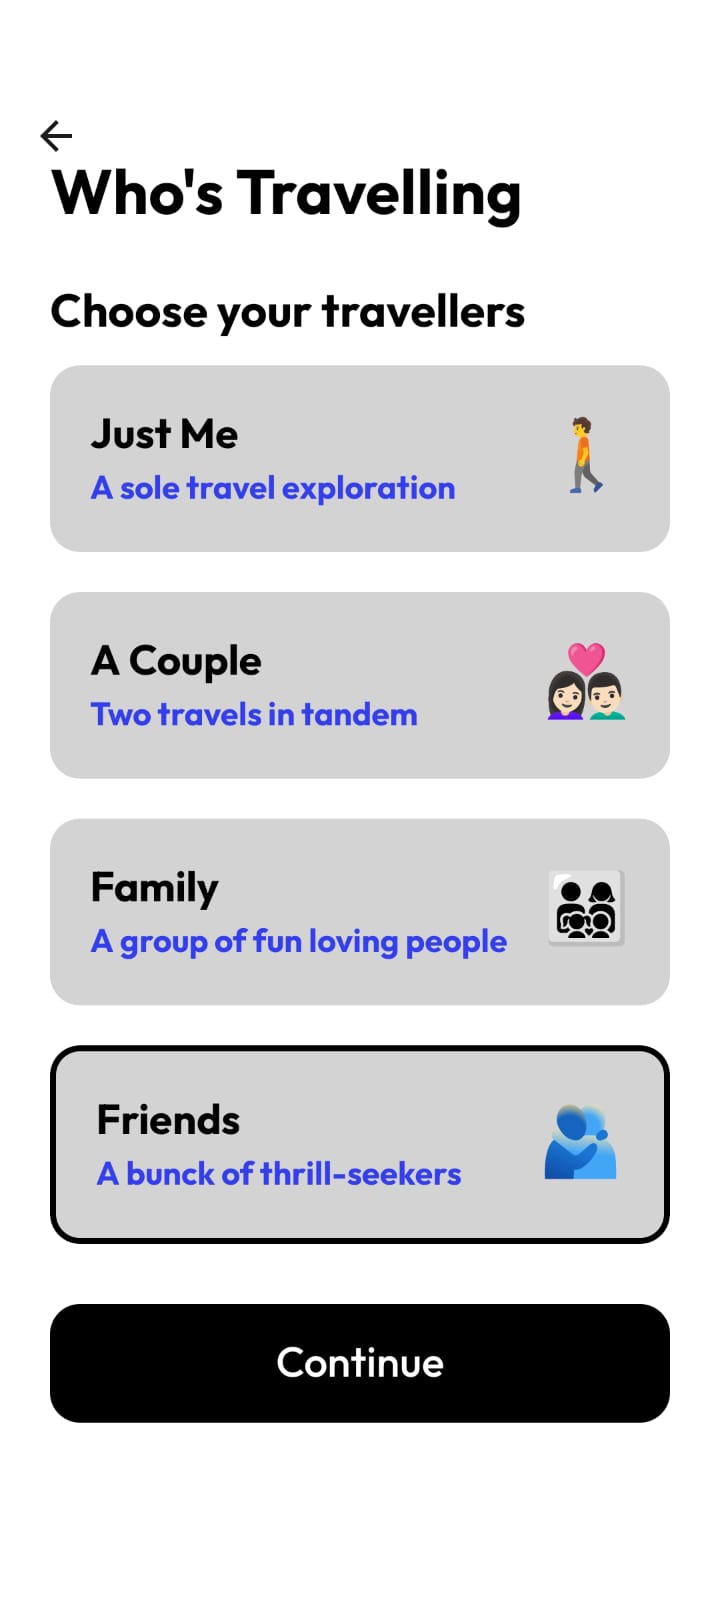 Who's Travelling
Choose your travellers
Just Me
A sole travel exploration
A Couple
Two travels in tandem
Family
A group of fun loving people
Friends
A bunck of thrill-seekers
Continue